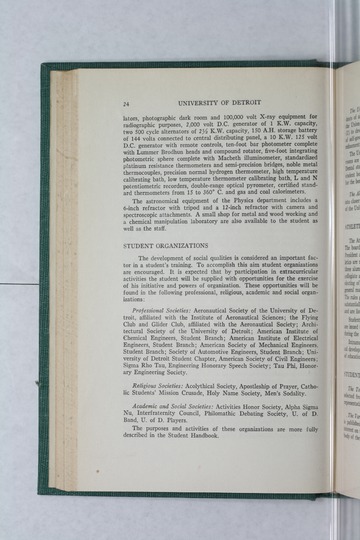 24 UNIVERSITY OF DETROIT
lators, photographic dark room and 100,000 volt X-ray equipment for
radiographic purposes, 2,000 volt D.C. generator of 1 K.W. capacity,
two 500 cycle alternators of 2½ K.W. capacity, 150 A.H. storage battery
of 144 volts connected to central distributing panel, a 10 K.W. 125 volt
D.C. generator with remote controls, ten-foot bar photometer complete
with Lummer Brodhun heads and compound rotater, five-foot integrating
photometric sphere complete with Macbeth illuminometer, standardized
platinum resistance thermometers and semi-precision bridges, noble metal
thermocouples, precision normal hydrogen thermometer, high temperature
calibrating bath, low temperature thermometer calibrating bath, L and N
potentiometric recorders, double-range optical pyrometer, certified stand-
ard thermometers from 15 to 360° C. and gas and coal calorimeters.
The astronomical equipment of the Physics department includes a
6-inch refractor with tripod and a 12-inch refractor with camera and
spectroscopic attachments. A small shop for metal and wood working and
a chemical manipulation laboratory are also available to the student as
well as the staff.
STUDENT ORGANIZATIONS
The development of social qualities is considered an important fac-
tor in a student's training. To accomplish this aim student organizations
are encouraged. It is expected that by participation in extracurricular
activities the student will be supplied with opportunities for the exercise
of his initiative and powers of organization. These opportunities will be
found in the following professional, religious, academic and social organ-
izations:
Professional Societies: Aeronautical Society of the University of De-
troit, affiliated with the Institute of Aeronautical Sciences; the Flying
Club and Glider Club, affiliated with the Aeronautical Society; Archi-
tectural Society of the University of Detroit; American Institute of
Chemical Engineers, Student Branch; American Institute of Electrical
Engineers, Student Branch; American Society of Mechanical Engineers,
Student Branch; Society of Automotive Engineers, Student Branch; Uni-
versity of Detroit Student Chapter, American Society of Civil Engineers;
Sigma Rho Tau, Engineering Honorary Speech Society; Tau Phi, Honor-
ary Engineering Society.
Religious Societies: Acolythical Society, Apostleship of Prayer, Catho-
lic Students' Mission Crusade, Holy Name Society, Men's Sodality.
Academic and Social Societies: Activities Honor Society, Alpha Sigma
Nu, Interfraternity Council, Philomathic Debating Society, U. of D.
Band, U. of D. Players.
The purposes and activities of these organizations are more fully
described in the Student Handbook.